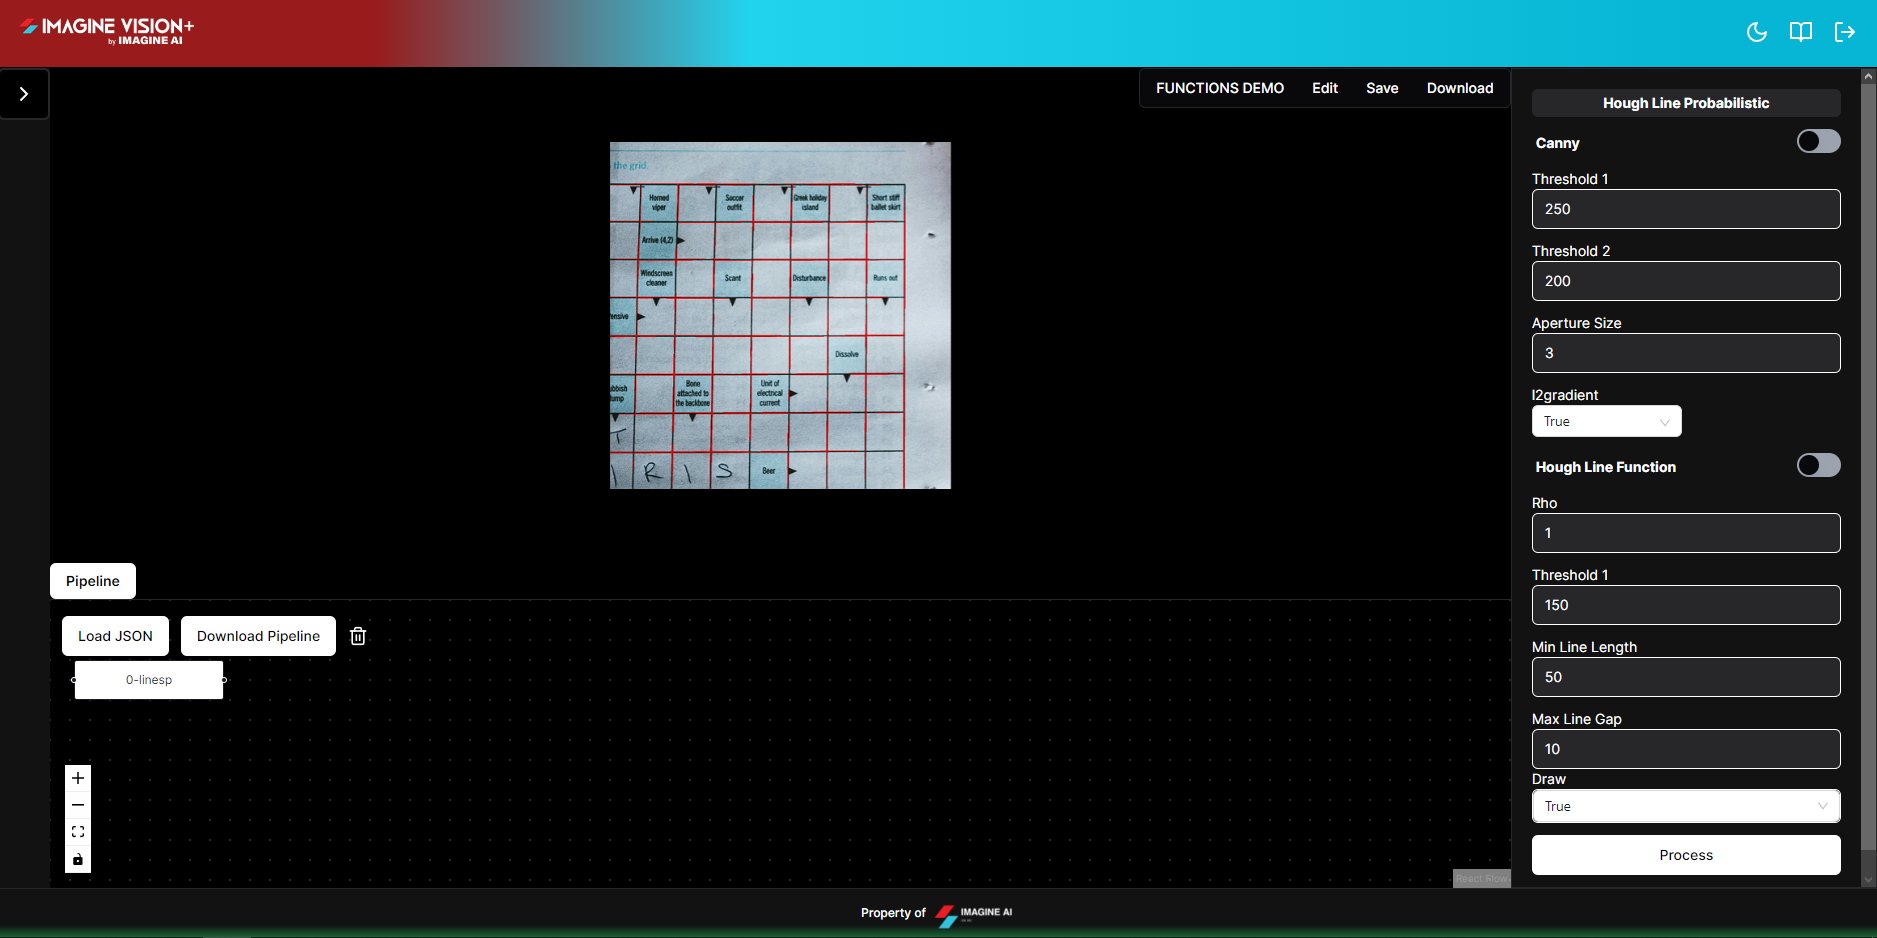 IMAGINE VISION+
by IMAGINE AI
FUNCTIONS DEMO
Edit
Save
Download
the grid.
Horned
viper
Soccer
outfit
Greek holiday
island
Short stiff
ballet skirt
Arrive (4,2)
Windscreen
cleaner
Scant
Disturbance
Runs out
ensive
Dissolve
ubbish
ump
Bone
attached to
the backbone
Unit of
electrical
current
T
I R I S
Beer
Pipeline
Load JSON
Download Pipeline
0-linesp
React Flow
Hough Line Probabilistic
Canny
Threshold 1
250
Threshold 2
200
Aperture Size
3
l2gradient
True
Hough Line Function
Rho
1
Threshold 1
150
Min Line Length
50
Max Line Gap
10
Draw
True
Process
Property of
IMAGINE AI